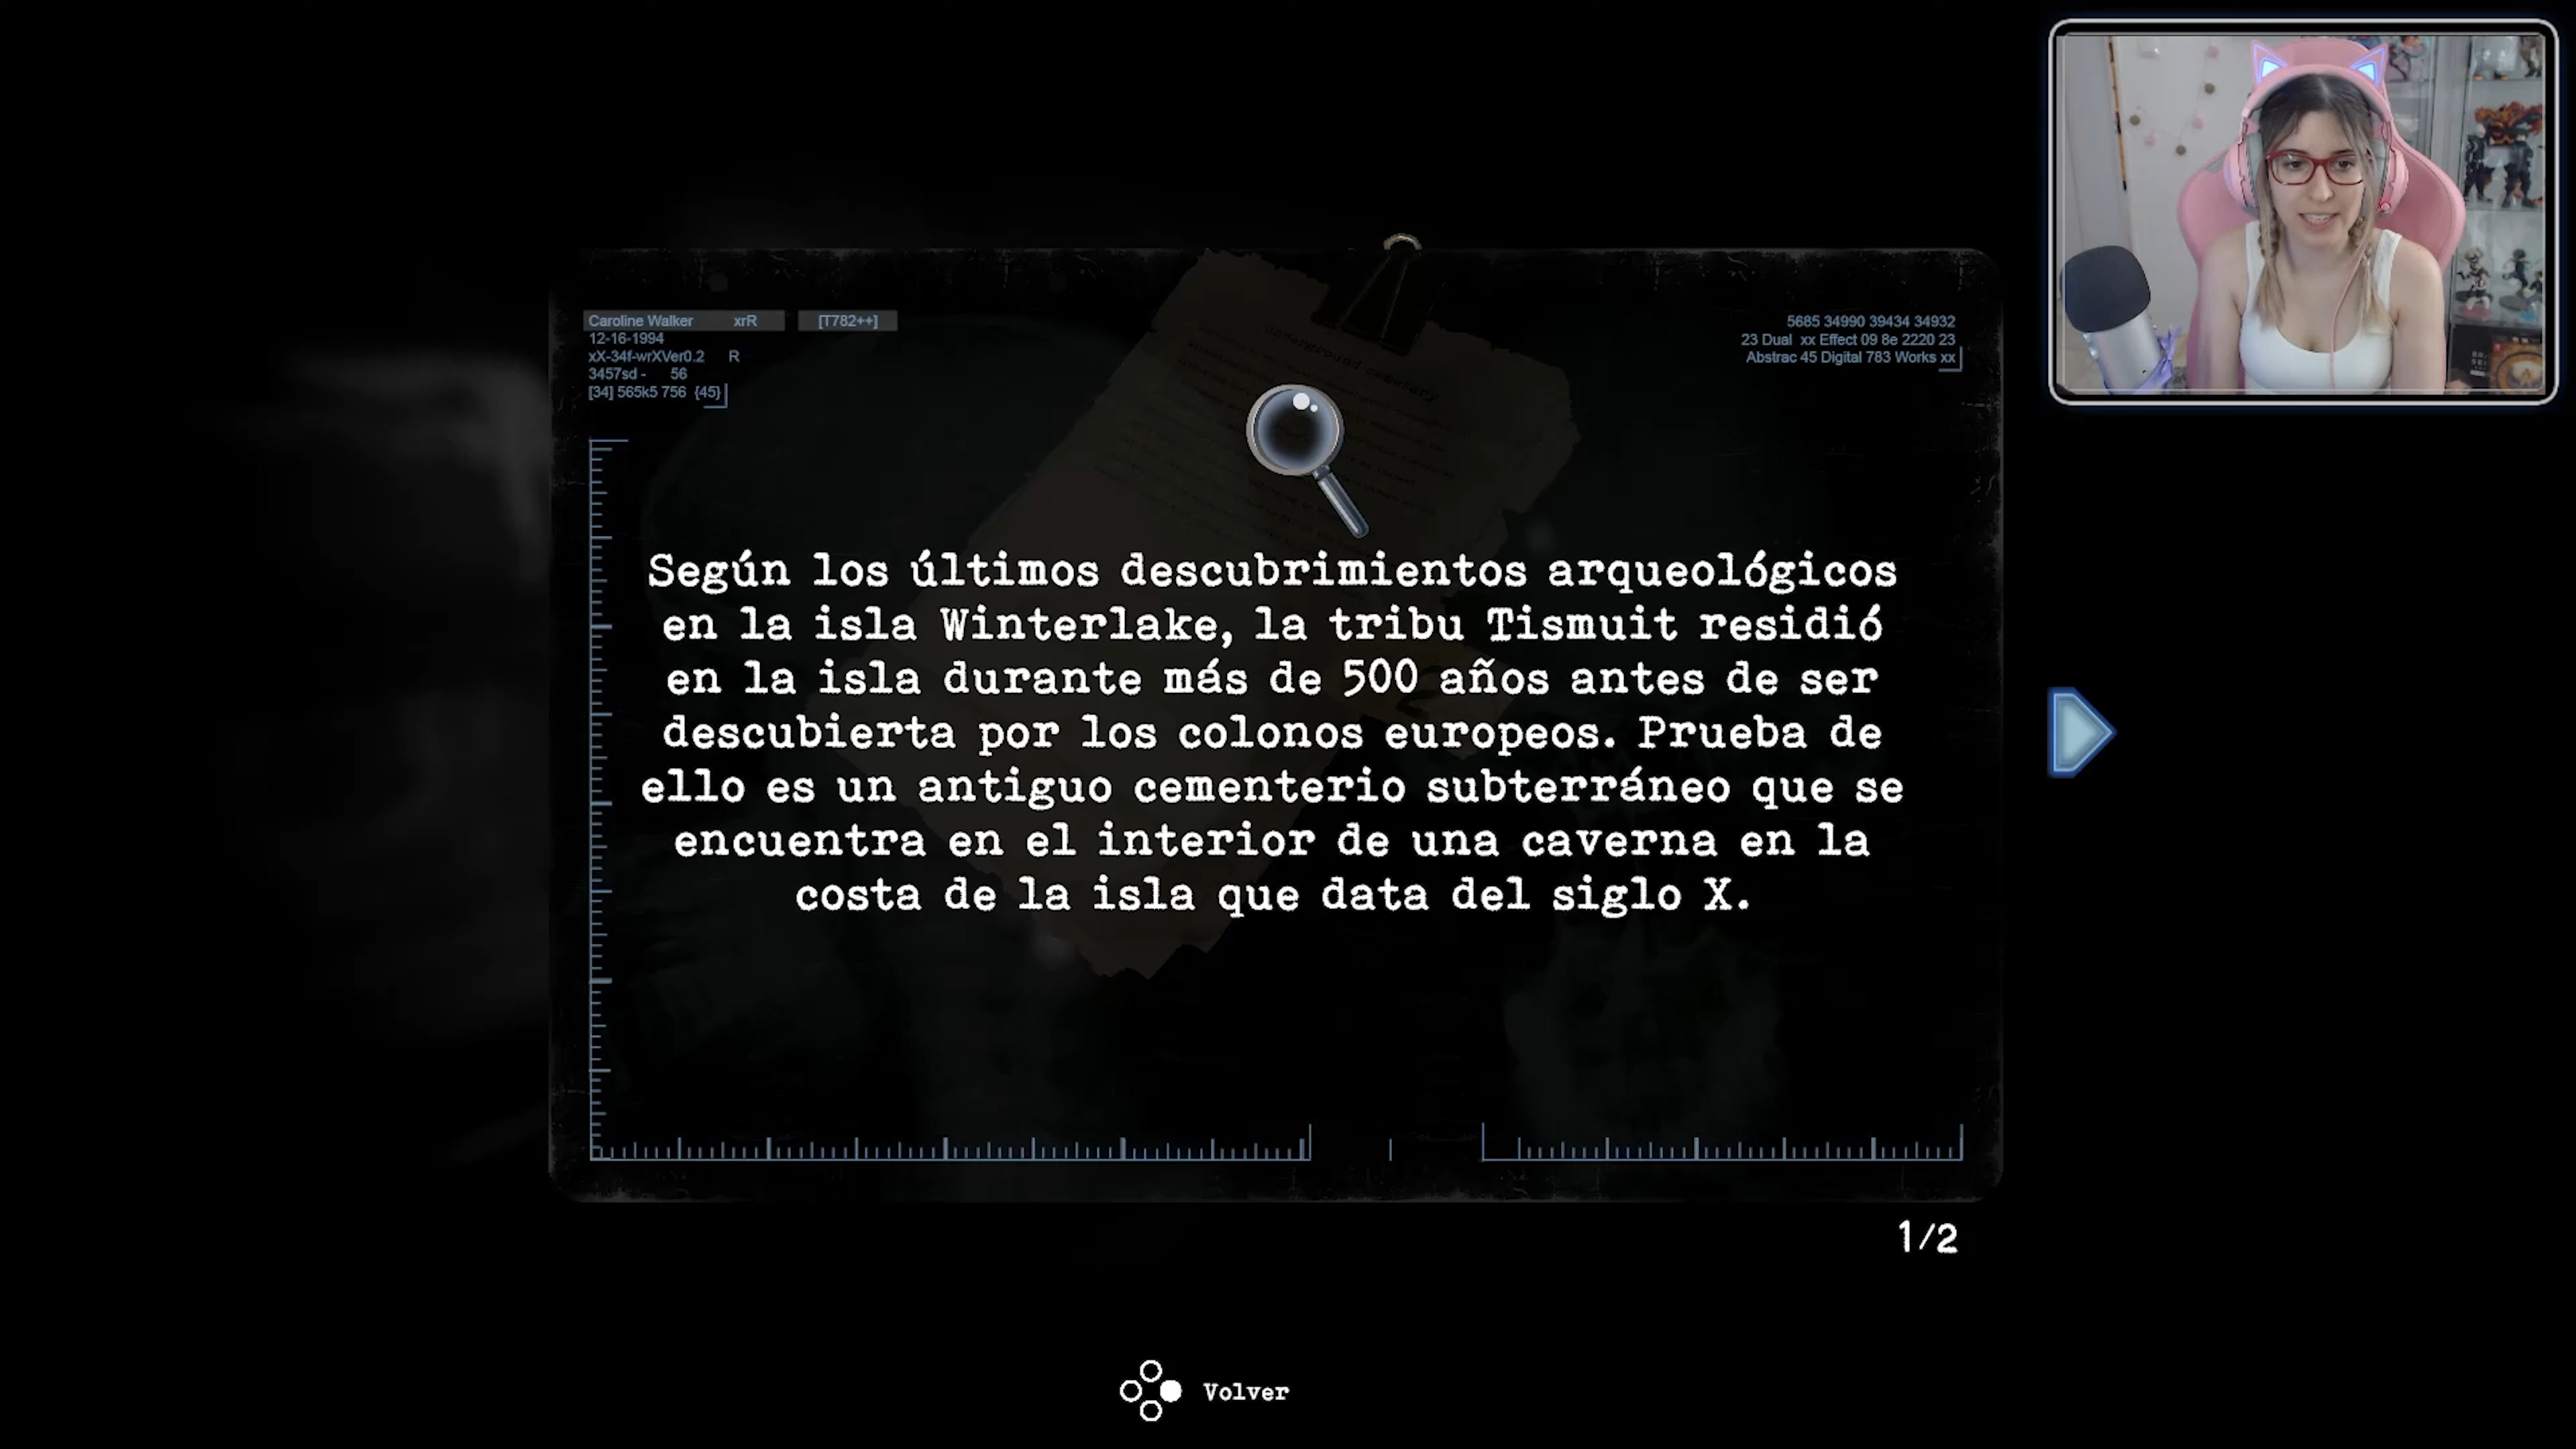 Caroline Walker xrR [T782++]
12-16-1994
xX-34f-wrXVer0.2 R
3457sd - 56
[34] 565k5 756 {45}
5685 34990 39434 34932
23 Dual xx Effect 09 8e 2220 23
Abstrac 45 Digital 783 Works xx
underground cemetery
Según los últimos descubrimientos arqueológicos
en la isla Winterlake, la tribu Tismuit residió
en la isla durante más de 500 años antes de ser
descubierta por los colonos europeos. Prueba de
ello es un antiguo cementerio subterráneo que se
encuentra en el interior de una caverna en la
costa de la isla que data del siglo X.
1/2
Volver